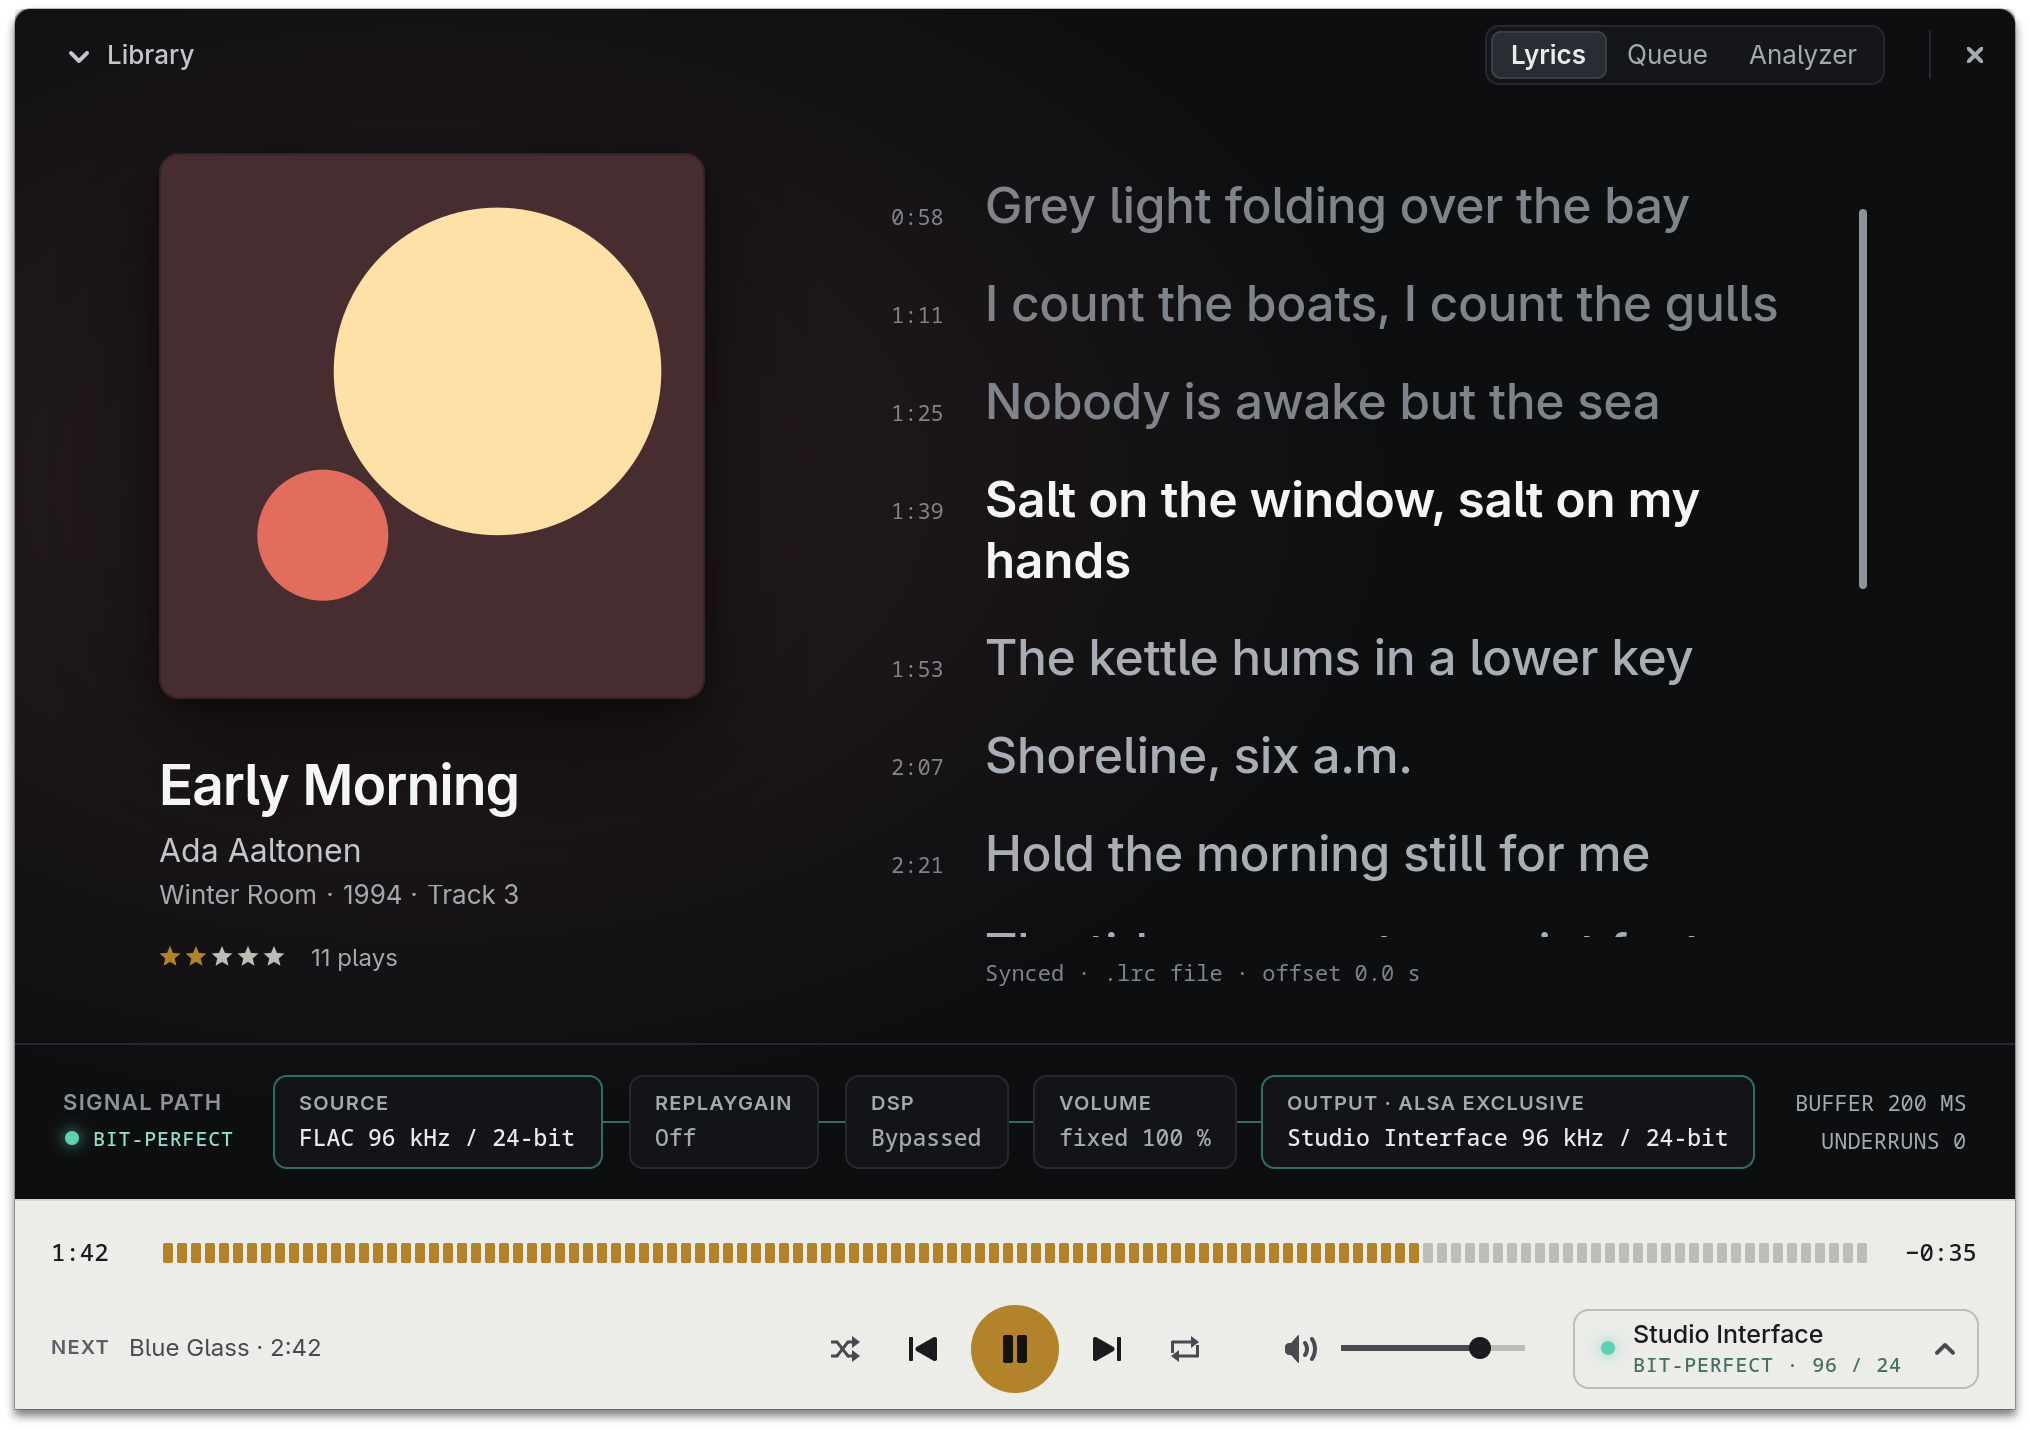 Library
Lyrics Queue Analyzer
0:58 Grey light folding over the bay
1:11 I count the boats, I count the gulls
1:25 Nobody is awake but the sea
1:39 Salt on the window, salt on my
hands
1:53 The kettle hums in a lower key
2:07 Shoreline, six a.m.
2:21 Hold the morning still for me
Synced · .lrc file · offset 0.0 s
Early Morning
Ada Aaltonen
Winter Room · 1994 · Track 3
11 plays
SIGNAL PATH
BIT-PERFECT
SOURCE
FLAC 96 kHz / 24-bit
REPLAYGAIN
Off
DSP
Bypassed
VOLUME
fixed 100 %
OUTPUT · ALSA EXCLUSIVE
Studio Interface 96 kHz / 24-bit
BUFFER 200 MS
UNDERRUNS 0
1:42
−0:35
NEXT Blue Glass · 2:42
Studio Interface
BIT-PERFECT · 96 / 24